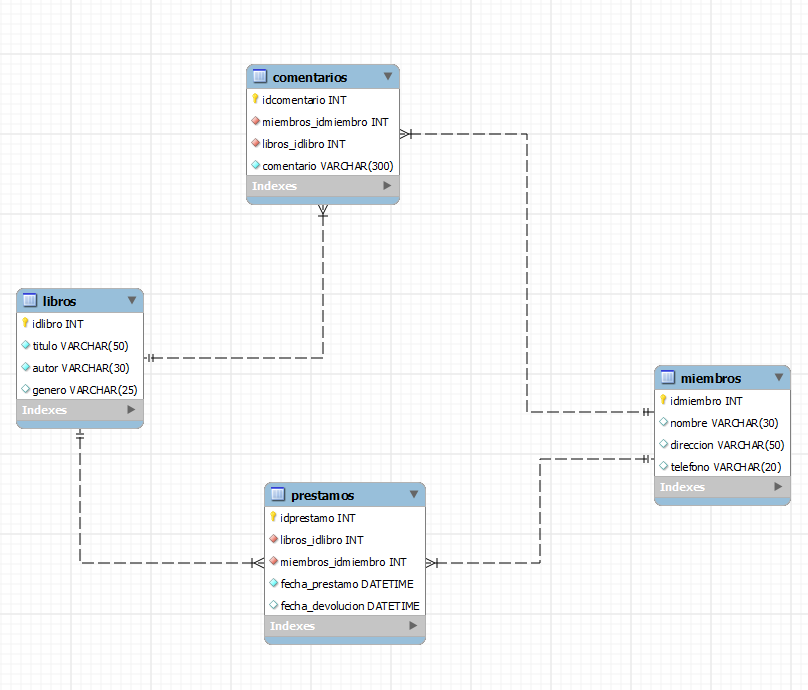 comentarios
idcomentario INT
miembros_idmiembro INT
libros_idlibro INT
comentario VARCHAR(300)
Indexes
libros
idlibro INT
titulo VARCHAR(50)
autor VARCHAR(30)
genero VARCHAR(25)
Indexes
miembros
idmiembro INT
nombre VARCHAR(30)
direccion VARCHAR(50)
telefono VARCHAR(20)
Indexes
prestamos
idprestamo INT
libros_idlibro INT
miembros_idmiembro INT
fecha_prestamo DATETIME
fecha_devolucion DATETIME
Indexes